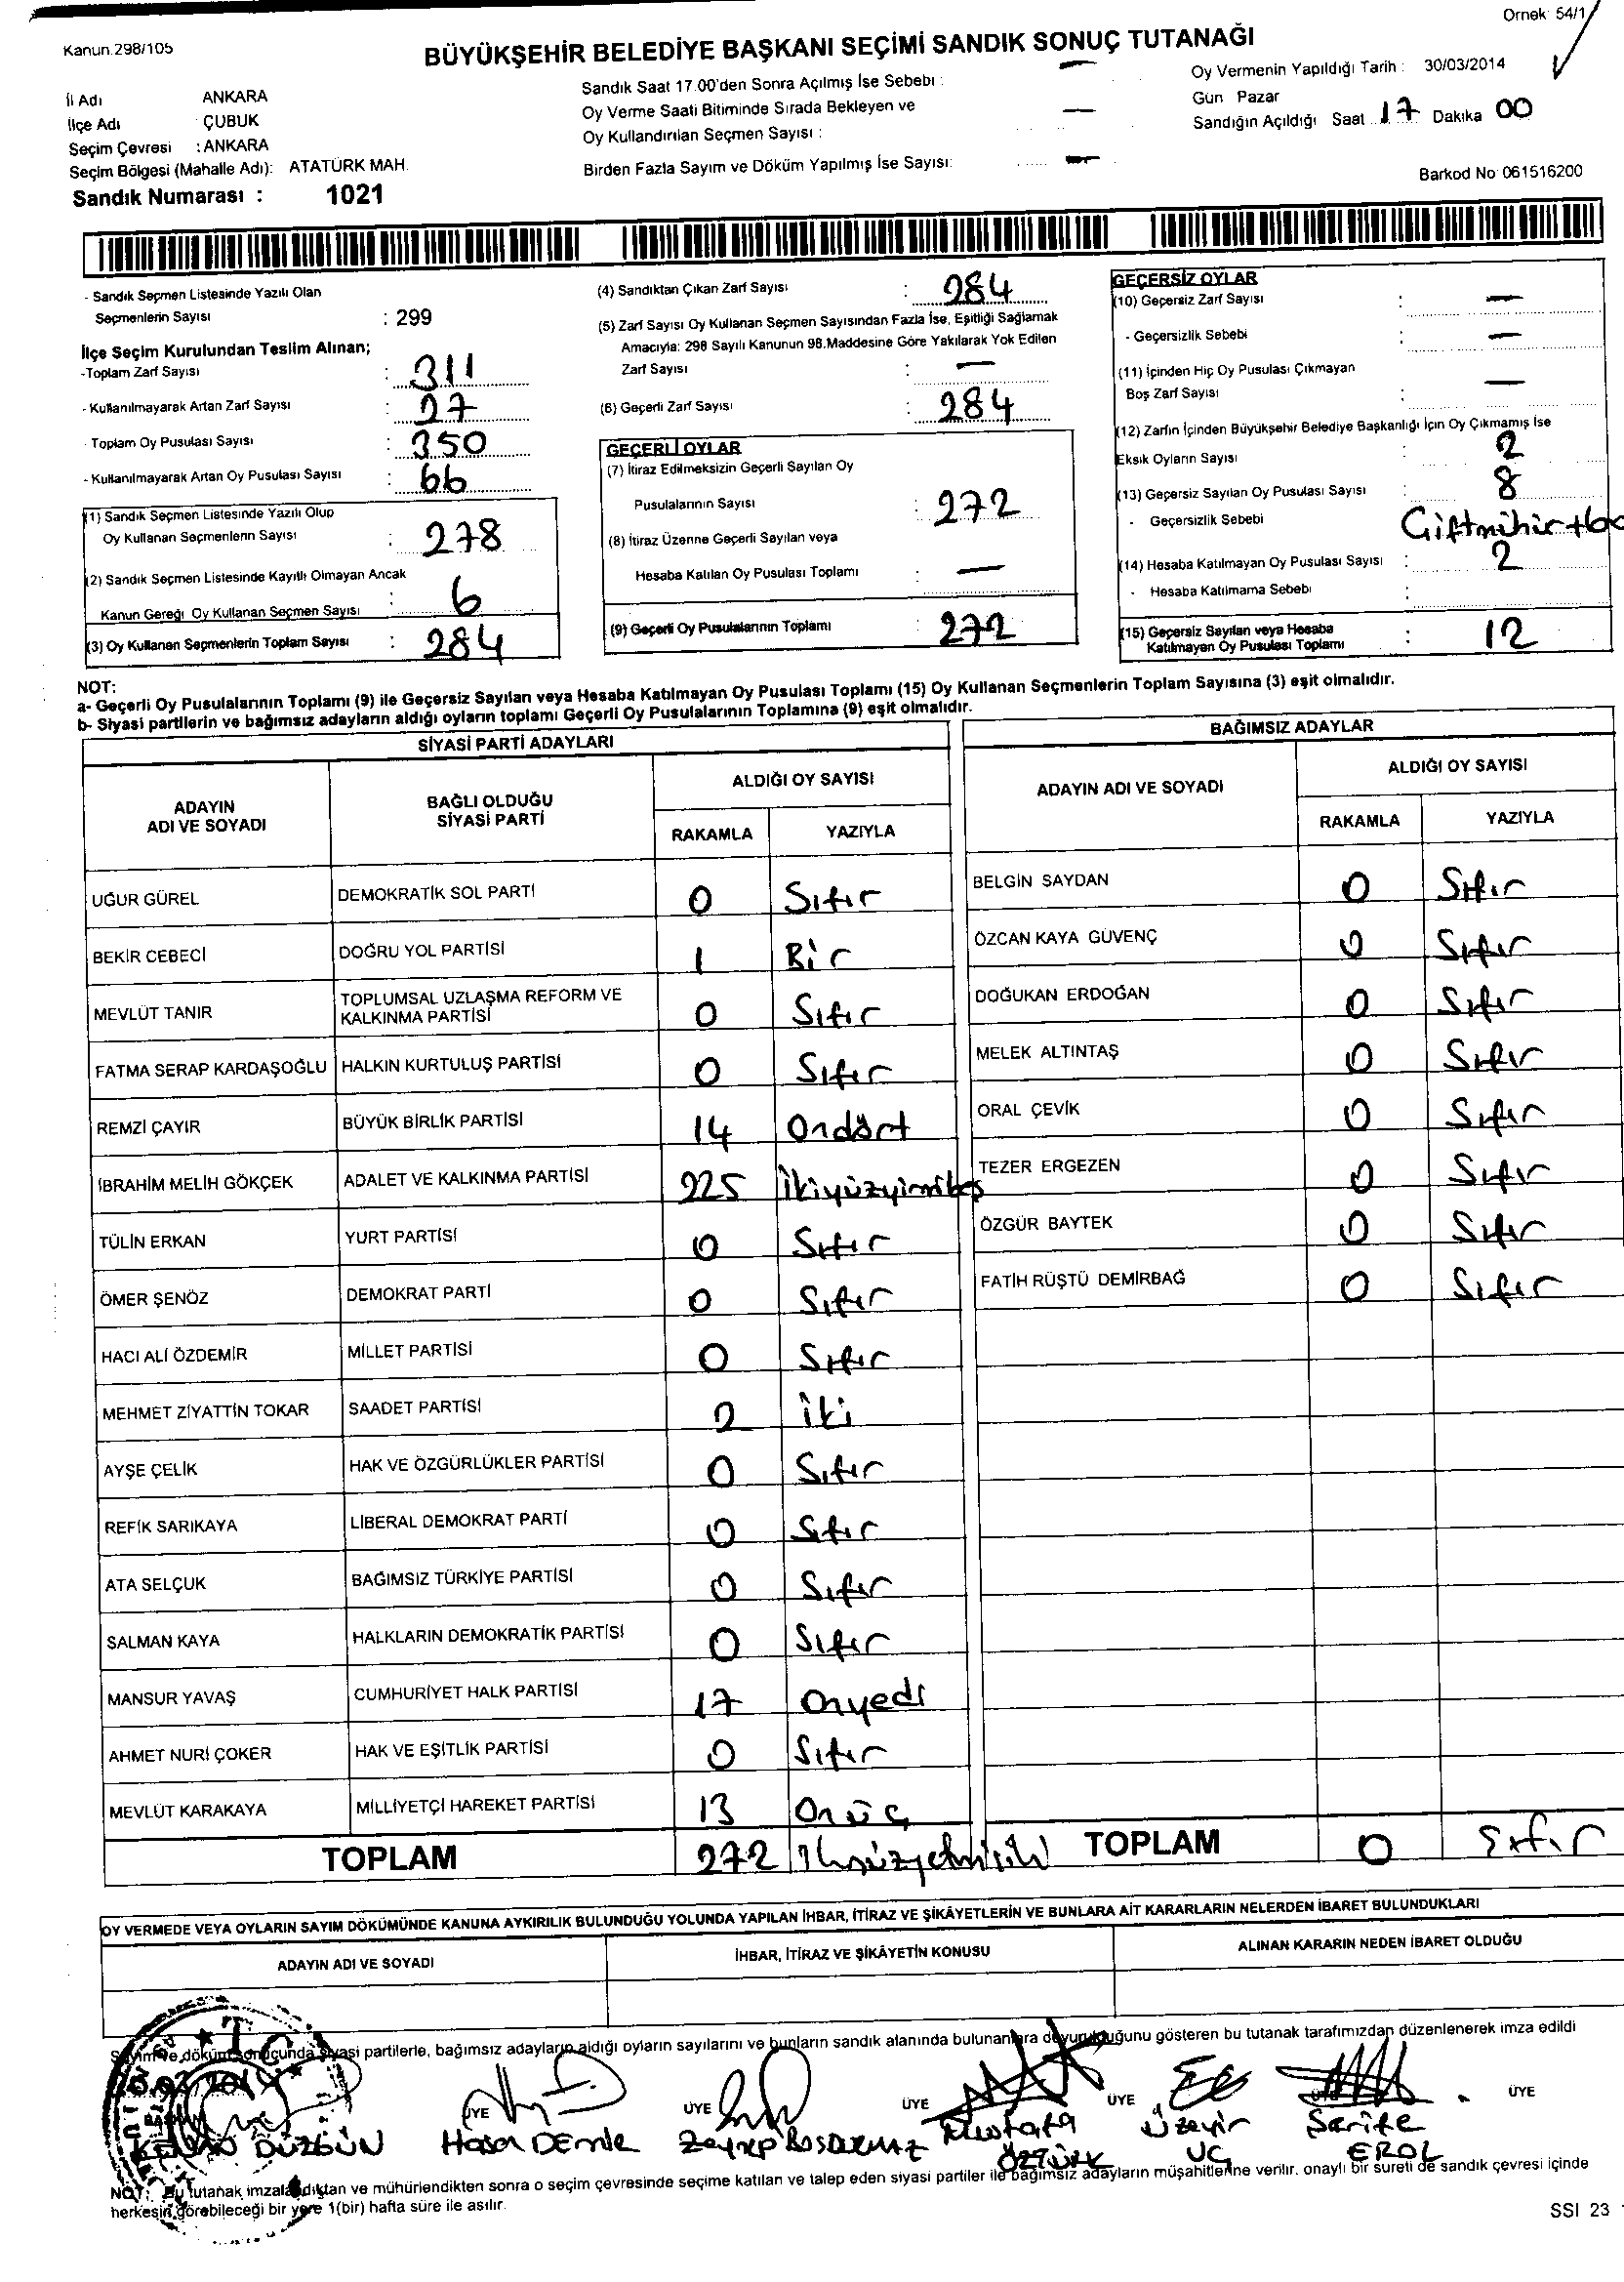 Örnek: 54/1
Kanun.298/105
BÜYÜKŞEHİR BELEDİYE BAŞKANI SEÇİMİ SANDIK SONUÇ TUTANAĞI
İl Adı ANKARA
İlçe Adı : ÇUBUK
Seçim Çevresi : ANKARA
Seçim Bölgesi (Mahalle Adı): ATATÜRK MAH.
Sandık Numarası : 1021
Sandık Saat 17.00'den Sonra Açılmış İse Sebebi : —
Oy Verme Saati Bitiminde Sırada Bekleyen ve
Oy Kullandırılan Seçmen Sayısı : —
Birden Fazla Sayım ve Döküm Yapılmış İse Sayısı: —
Oy Vermenin Yapıldığı Tarih : 30/03/2014
Gün Pazar
Sandığın Açıldığı Saat 17 Dakika 00
Barkod No 061516200
- Sandık Seçmen Listesinde Yazılı Olan
Seçmenlerin Sayısı : 299
İlçe Seçim Kurulundan Teslim Alınan;
-Toplam Zarf Sayısı : 311
- Kullanılmayarak Artan Zarf Sayısı : 27
- Toplam Oy Pusulası Sayısı : 350
- Kullanılmayarak Artan Oy Pusulası Sayısı : 66
(1) Sandık Seçmen Listesinde Yazılı Olup
Oy Kullanan Seçmenlerin Sayısı : 278
(2) Sandık Seçmen Listesinde Kayıtlı Olmayan Ancak
Kanun Gereği Oy Kullanan Seçmen Sayısı : 6
(3) Oy Kullanan Seçmenlerin Toplam Sayısı : 284
(4) Sandıktan Çıkan Zarf Sayısı : 284
(5) Zarf Sayısı Oy Kullanan Seçmen Sayısından Fazla İse, Eşitliği Sağlamak
Amacıyla: 298 Sayılı Kanunun 98.Maddesine Göre Yakılarak Yok Edilen
Zarf Sayısı : —
(6) Geçerli Zarf Sayısı : 284
GEÇERLİ OYLAR
(7) İtiraz Edilmeksizin Geçerli Sayılan Oy
Pusulalarının Sayısı : 272
(8) İtiraz Üzerine Geçerli Sayılan veya
Hesaba Katılan Oy Pusulası Toplamı : —
(9) Geçerli Oy Pusulalarının Toplamı : 272
GEÇERSİZ OYLAR
(10) Geçersiz Zarf Sayısı : —
- Geçersizlik Sebebi : —
(11) İçinden Hiç Oy Pusulası Çıkmayan
Boş Zarf Sayısı : —
(12) Zarfın İçinden Büyükşehir Belediye Başkanlığı İçin Oy Çıkmamış İse
Eksik Oyların Sayısı : 2
(13) Geçersiz Sayılan Oy Pusulası Sayısı : 8
- Geçersizlik Sebebi
(14) Hesaba Katılmayan Oy Pusulası Sayısı : 2
- Hesaba Katılmama Sebebi :
(15) Geçersiz Sayılan veya Hesaba
Katılmayan Oy Pusulası Toplamı : 12
NOT:
a- Geçerli Oy Pusulalarının Toplamı (9) ile Geçersiz Sayılan veya Hesaba Katılmayan Oy Pusulası Toplamı (15) Oy Kullanan Seçmenlerin Toplam Sayısına (3) eşit olmalıdır.
b- Siyasi partilerin ve bağımsız adayların aldığı oyların toplamı Geçerli Oy Pusulalarının Toplamına (9) eşit olmalıdır.
SİYASİ PARTİ ADAYLARI
ADAYIN ADI VE SOYADI BAĞLI OLDUĞU SİYASİ PARTİ ALDIĞI OY SAYISI
RAKAMLA YAZIYLA
UĞUR GÜREL DEMOKRATİK SOL PARTİ 0 Sıfır
BEKİR CEBECİ DOĞRU YOL PARTİSİ 1 Bir
MEVLÜT TANIR TOPLUMSAL UZLAŞMA REFORM VE KALKINMA PARTİSİ 0 Sıfır
FATMA SERAP KARDAŞOĞLU HALKIN KURTULUŞ PARTİSİ 0 Sıfır
REMZİ ÇAYIR BÜYÜK BİRLİK PARTİSİ 14 Ondört
İBRAHİM MELİH GÖKÇEK ADALET VE KALKINMA PARTİSİ 225 İkiyüzyirmibeş
TÜLİN ERKAN YURT PARTİSİ 0 Sıfır
ÖMER ŞENÖZ DEMOKRAT PARTİ 0 Sıfır
HACI ALİ ÖZDEMİR MİLLET PARTİSİ 0 Sıfır
MEHMET ZİYATTİN TOKAR SAADET PARTİSİ 2 iki
AYŞE ÇELİK HAK VE ÖZGÜRLÜKLER PARTİSİ 0 Sıfır
REFİK SARIKAYA LİBERAL DEMOKRAT PARTİ 0 Sıfır
ATA SELÇUK BAĞIMSIZ TÜRKİYE PARTİSİ 0 Sıfır
SALMAN KAYA HALKLARIN DEMOKRATİK PARTİSİ 0 Sıfır
MANSUR YAVAŞ CUMHURİYET HALK PARTİSİ 17 Onyedi
AHMET NURİ ÇOKER HAK VE EŞİTLİK PARTİSİ 0 Sıfır
MEVLÜT KARAKAYA MİLLİYETÇİ HAREKET PARTİSİ 13 Onüç
TOPLAM 272
BAĞIMSIZ ADAYLAR
ADAYIN ADI VE SOYADI ALDIĞI OY SAYISI
RAKAMLA YAZIYLA
BELGİN SAYDAN 0 Sıfır
ÖZCAN KAYA GÜVENÇ 0 Sıfır
DOĞUKAN ERDOĞAN 0 Sıfır
MELEK ALTINTAŞ 0 Sıfır
ORAL ÇEVİK 0 Sıfır
TEZER ERGEZEN 0 Sıfır
ÖZGÜR BAYTEK 0 Sıfır
FATİH RÜŞTÜ DEMİRBAĞ 0 Sıfır
TOPLAM 0 Sıfır
OY VERMEDE VEYA OYLARIN SAYIM DÖKÜMÜNDE KANUNA AYKIRILIK BULUNDUĞU YOLUNDA YAPILAN İHBAR, İTİRAZ VE ŞİKÂYETLERİN VE BUNLARA AİT KARARLARIN NELERDEN İBARET BULUNDUKLARI
ADAYIN ADI VE SOYADI İHBAR, İTİRAZ VE ŞİKÂYETİN KONUSU ALINAN KARARIN NEDEN İBARET OLDUĞU
Sayım ve döküm sonucunda siyasi partilerle, bağımsız adayların aldığı oyların sayılarını ve bunların sandık alanında bulunanlara duyurulduğunu gösteren bu tutanak tarafımızdan düzenlenerek imza edildi
ÜYE ÜYE ÜYE ÜYE ÜYE ÜYE
DÜZGÜN Hasan Zeynep Mustafa ÖZTÜRK Üzeyir UÇ Şerife EROL
NOT: Bu tutanak imzalandıktan ve mühürlendikten sonra o seçim çevresinde seçime katılan ve talep eden siyasi partiler ile bağımsız adayların müşahitlerine verilir. onaylı bir sureti de sandık çevresi içinde
herkesin görebileceği bir yere 1(bir) hafta süre ile asılır.
SSI 23